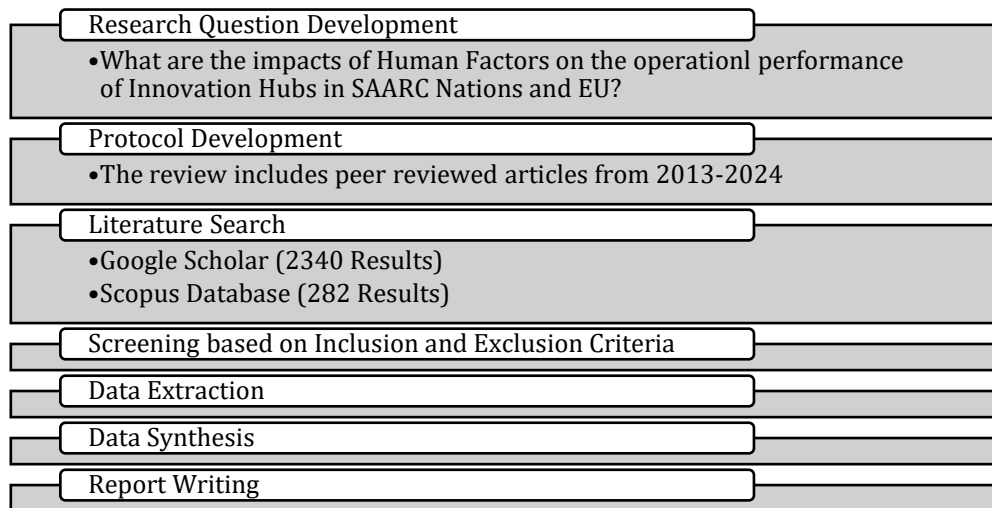 Research Question Development
•What are the impacts of Human Factors on the operationl performance
of Innovation Hubs in SAARC Nations and EU?
Protocol Development
•The review includes peer reviewed articles from 2013-2024
Literature Search
•Google Scholar (2340 Results)
•Scopus Database (282 Results)
Screening based on Inclusion and Exclusion Criteria
Data Extraction
Data Synthesis
Report Writing